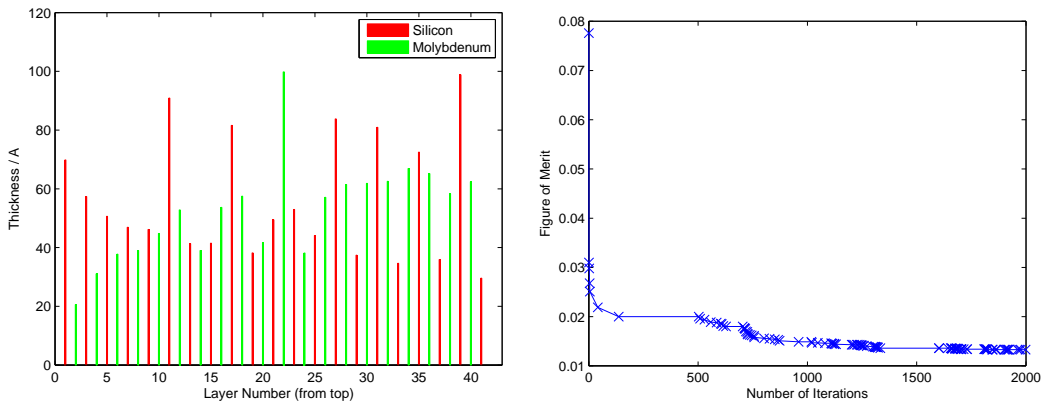 120
100
80
60
40
20
0
Thickness / A
0 5 10 15 20 25 30 35 40
Layer Number (from top)
Silicon
Molybdenum
0.08
0.07
0.06
0.05
0.04
0.03
0.02
0.01
Figure of Merit
0 500 1000 1500 2000
Number of Iterations